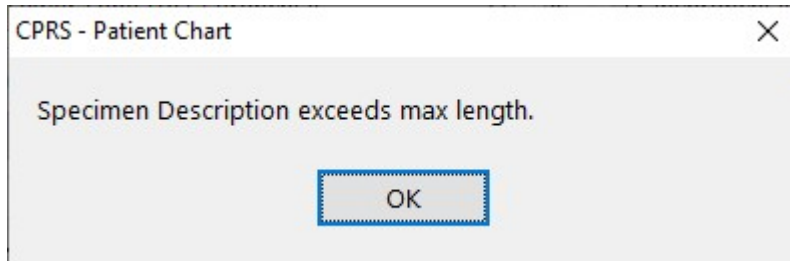 CPRS - Patient Chart
Specimen Description exceeds max length.
OK